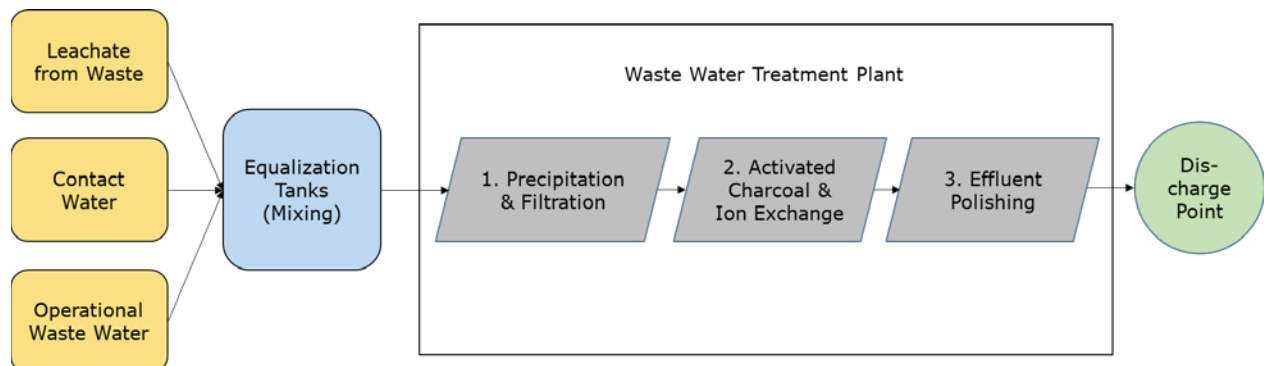 Leachate
from Waste
Contact
Water
Operational
Waste Water
Equalization
Tanks
(Mixing)
Waste Water Treatment Plant
1. Precipitation
& Filtration
2. Activated
Charcoal &
Ion Exchange
3. Effluent
Polishing
Dis-
charge
Point